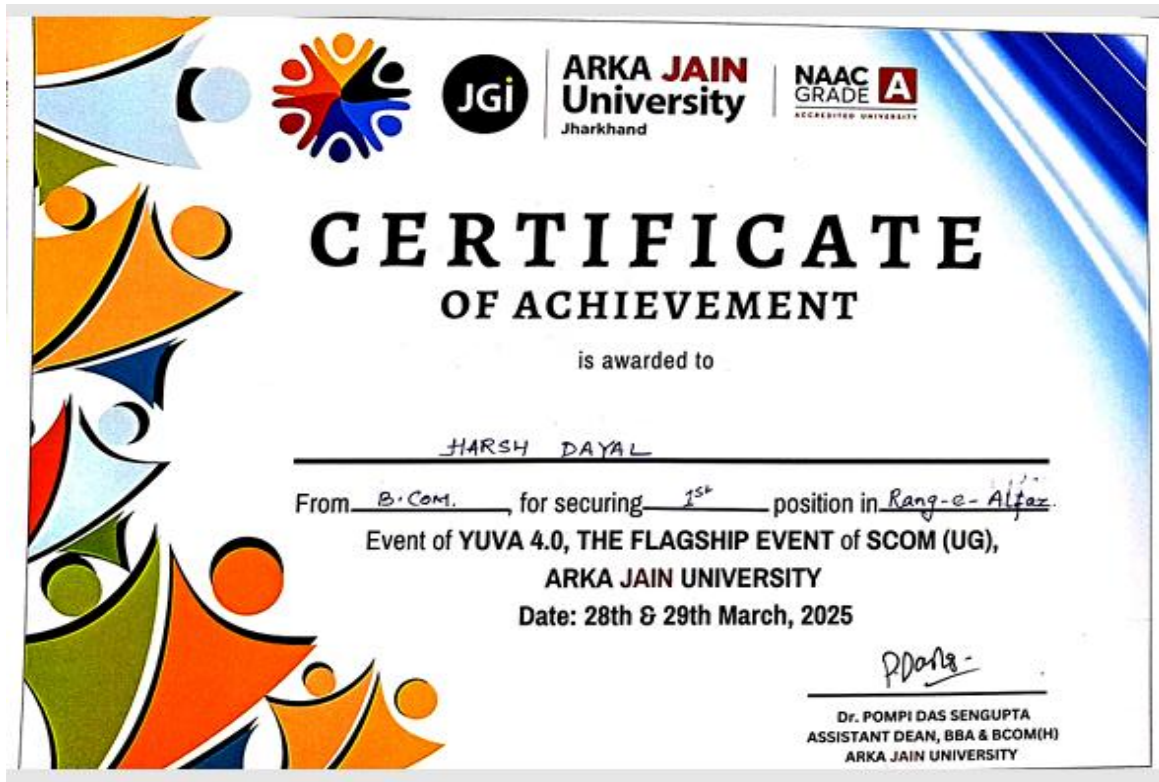 JGi
ARKA JAIN
University
Jharkhand
NAAC
GRADE A
ACCREDITED UNIVERSITY
CERTIFICATE
OF ACHIEVEMENT
is awarded to
HARSH DAYAL
From B.COM. , for securing 1st position in Rang-e-Alfaz.
Event of YUVA 4.0, THE FLAGSHIP EVENT of SCOM (UG),
ARKA JAIN UNIVERSITY
Date: 28th & 29th March, 2025
Dr. POMPI DAS SENGUPTA
ASSISTANT DEAN, BBA & BCOM(H)
ARKA JAIN UNIVERSITY